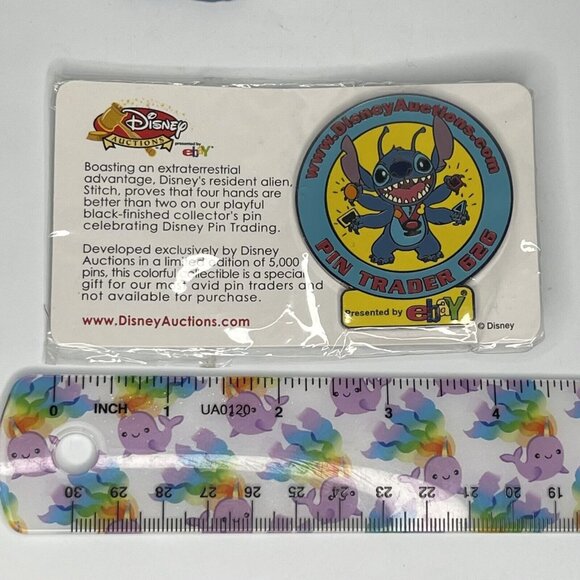 DISNEY
AUCTIONS
presented by
ebY
Boasting an extraterrestrial
advantage, Disney's resident alien,
Stitch, proves that four hands are
better than two on our playful
black-finished collector's pin
celebrating Disney Pin Trading.
Developed exclusively by Disney
Auctions in a limited edition of 5,000
pins, this colorful collectible is a special
gift for our most avid pin traders and
not available for purchase.
www.DisneyAuctions.com
www.DisneyAuctions.com
PIN TRADER 626
Presented by ebY
© Disney
0 INCH 1 UA0120 2 3 4
30 29 28 27 26 25 24 23 22 21 20 19